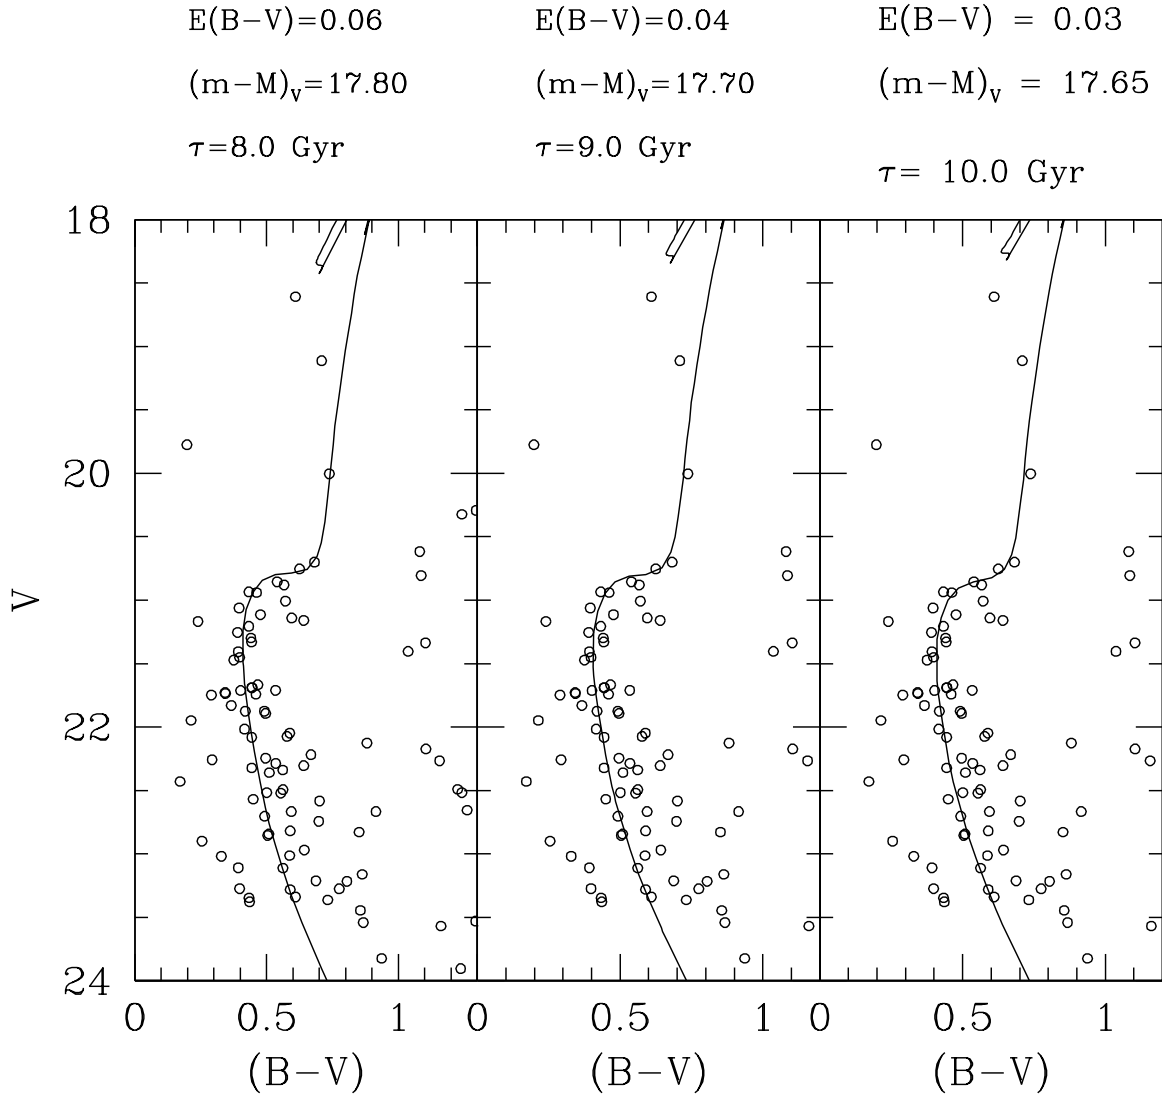 E(B−V)=0.06 E(B−V)=0.04 E(B−V) = 0.03
(m−M)V=17.80 (m−M)V=17.70 (m−M)V = 17.65
τ=8.0 Gyr τ=9.0 Gyr τ= 10.0 Gyr
18
20
V
22
24
0 0.5 1 0 0.5 1 0 0.5 1
(B−V) (B−V) (B−V)